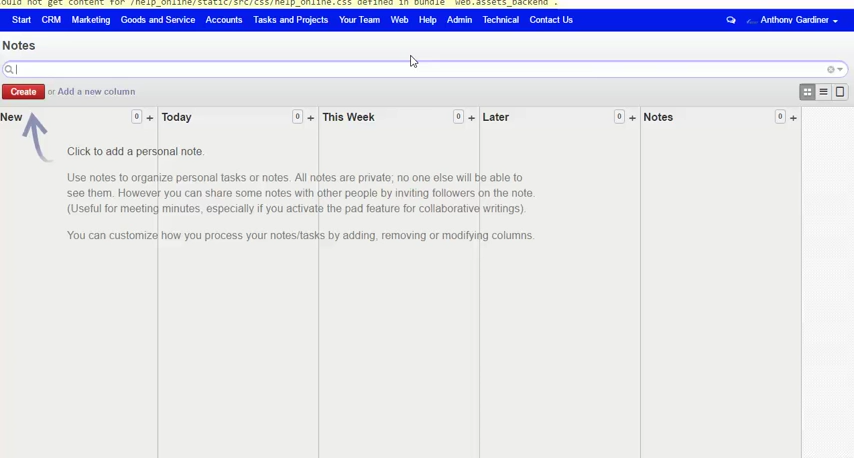 ould not get content for /help_online/static/src/css/help_online.css defined in bundle 'web.assets_backend'.
Start CRM Marketing Goods and Service Accounts Tasks and Projects Your Team Web Help Admin Technical Contact Us Anthony Gardiner
Notes
Create or Add a new column
New 0 + Today 0 + This Week 0 + Later 0 + Notes 0 +
Click to add a personal note.
Use notes to organize personal tasks or notes. All notes are private; no one else will be able to
see them. However you can share some notes with other people by inviting followers on the note.
(Useful for meeting minutes, especially if you activate the pad feature for collaborative writings).
You can customize how you process your notes/tasks by adding, removing or modifying columns.